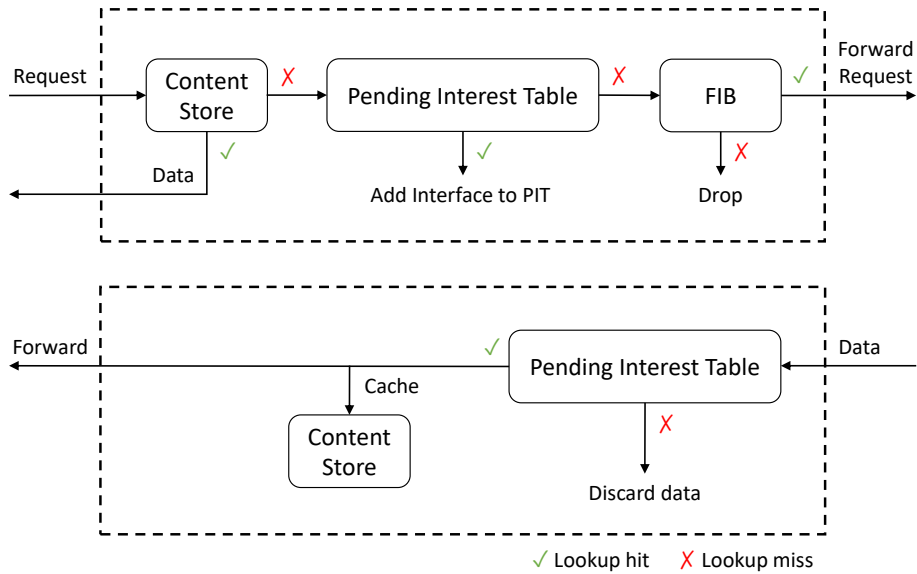 Request
Content
Store
Pending Interest Table
FIB
Forward
Request
Data
Add Interface to PIT
Drop
Forward
Cache
Content
Store
Pending Interest Table
Data
Discard data
✓ Lookup hit
✗ Lookup miss